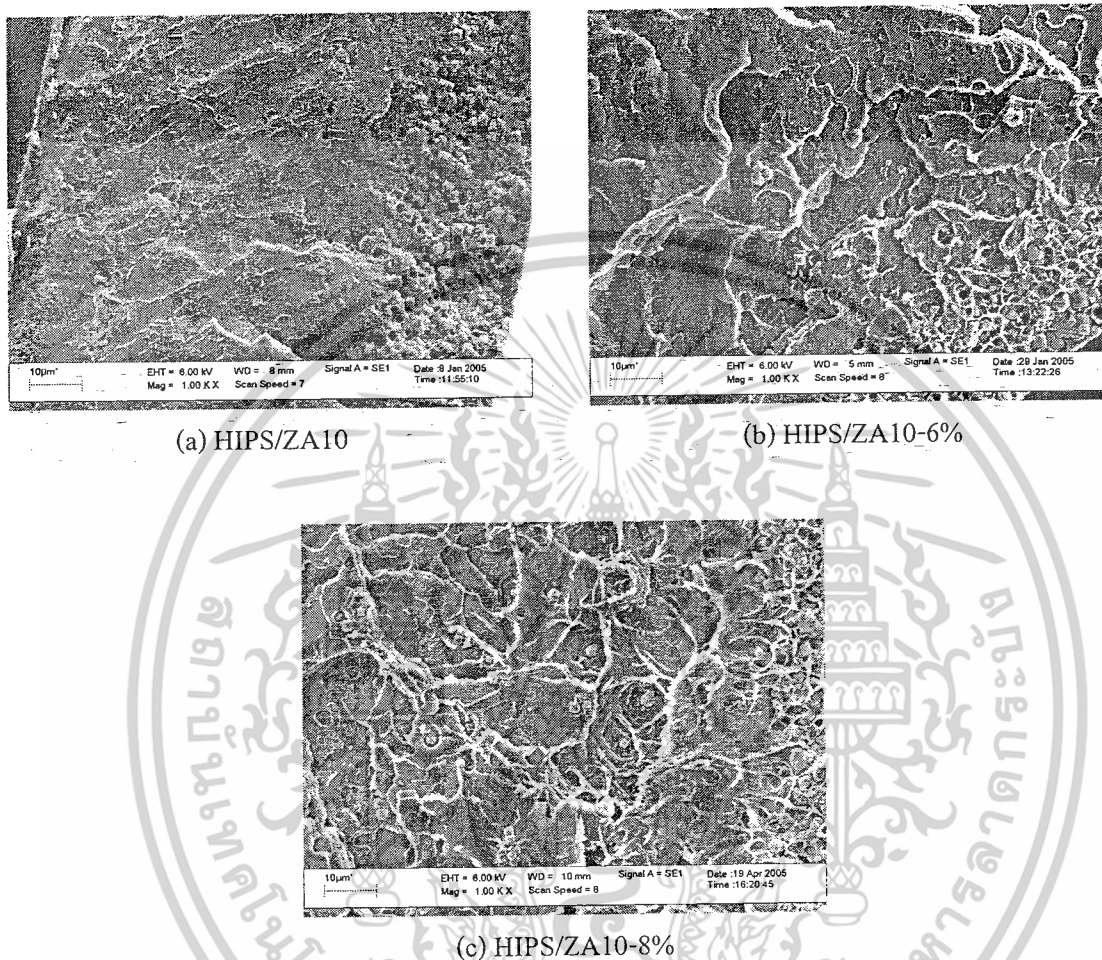 10µm
EHT = 6.00 kV WD = 8 mm Signal A = SE1 Date :8 Jan 2005
Mag = 1.00 K X Scan Speed = 7 Time :11:55:10
(a) HIPS/ZA10
10µm
EHT = 6.00 kV WD = 5 mm Signal A = SE1 Date :29 Jan 2005
Mag = 1.00 K X Scan Speed = 8 Time :13:22:26
(b) HIPS/ZA10-6%
10µm
EHT = 6.00 kV WD = 10 mm Signal A = SE1 Date :19 Apr 2005
Mag = 1.00 K X Scan Speed = 8 Time :16:20:45
(c) HIPS/ZA10-8%